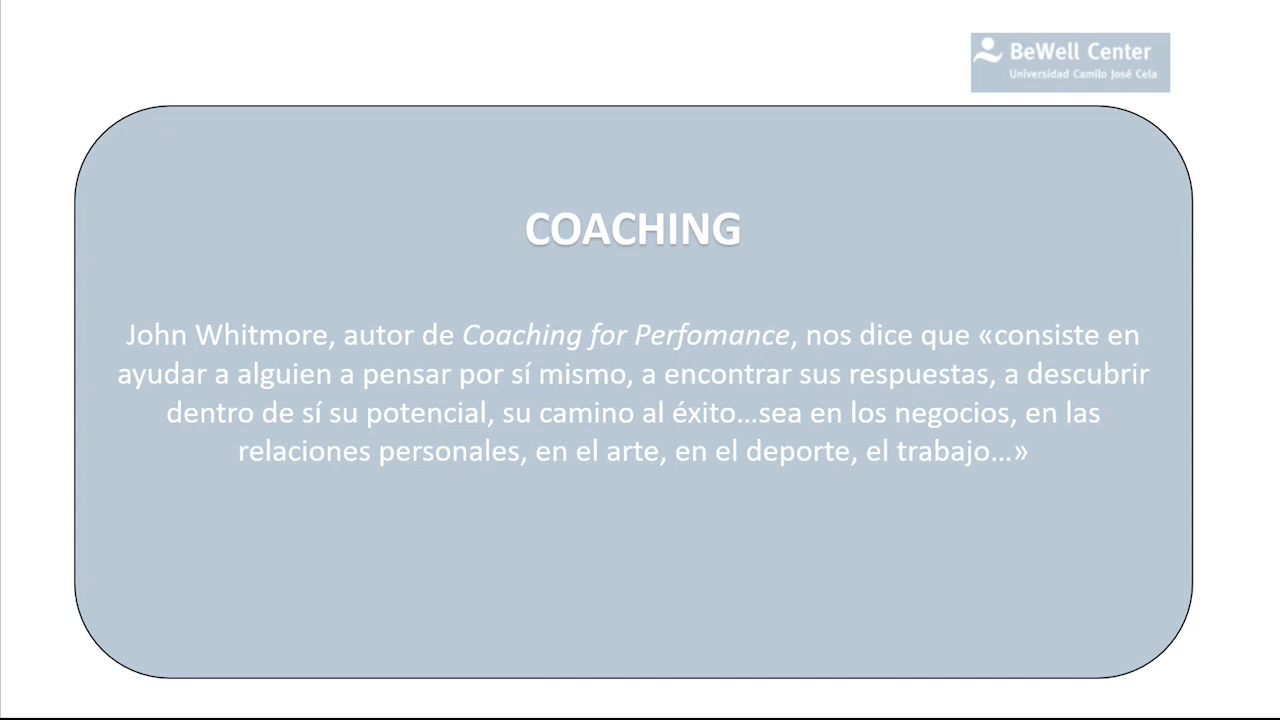 BeWell Center
Universidad Camilo José Cela
COACHING
John Whitmore, autor de Coaching for Perfomance, nos dice que «consiste en
ayudar a alguien a pensar por sí mismo, a encontrar sus respuestas, a descubrir
dentro de sí su potencial, su camino al éxito…sea en los negocios, en las
relaciones personales, en el arte, en el deporte, el trabajo…»